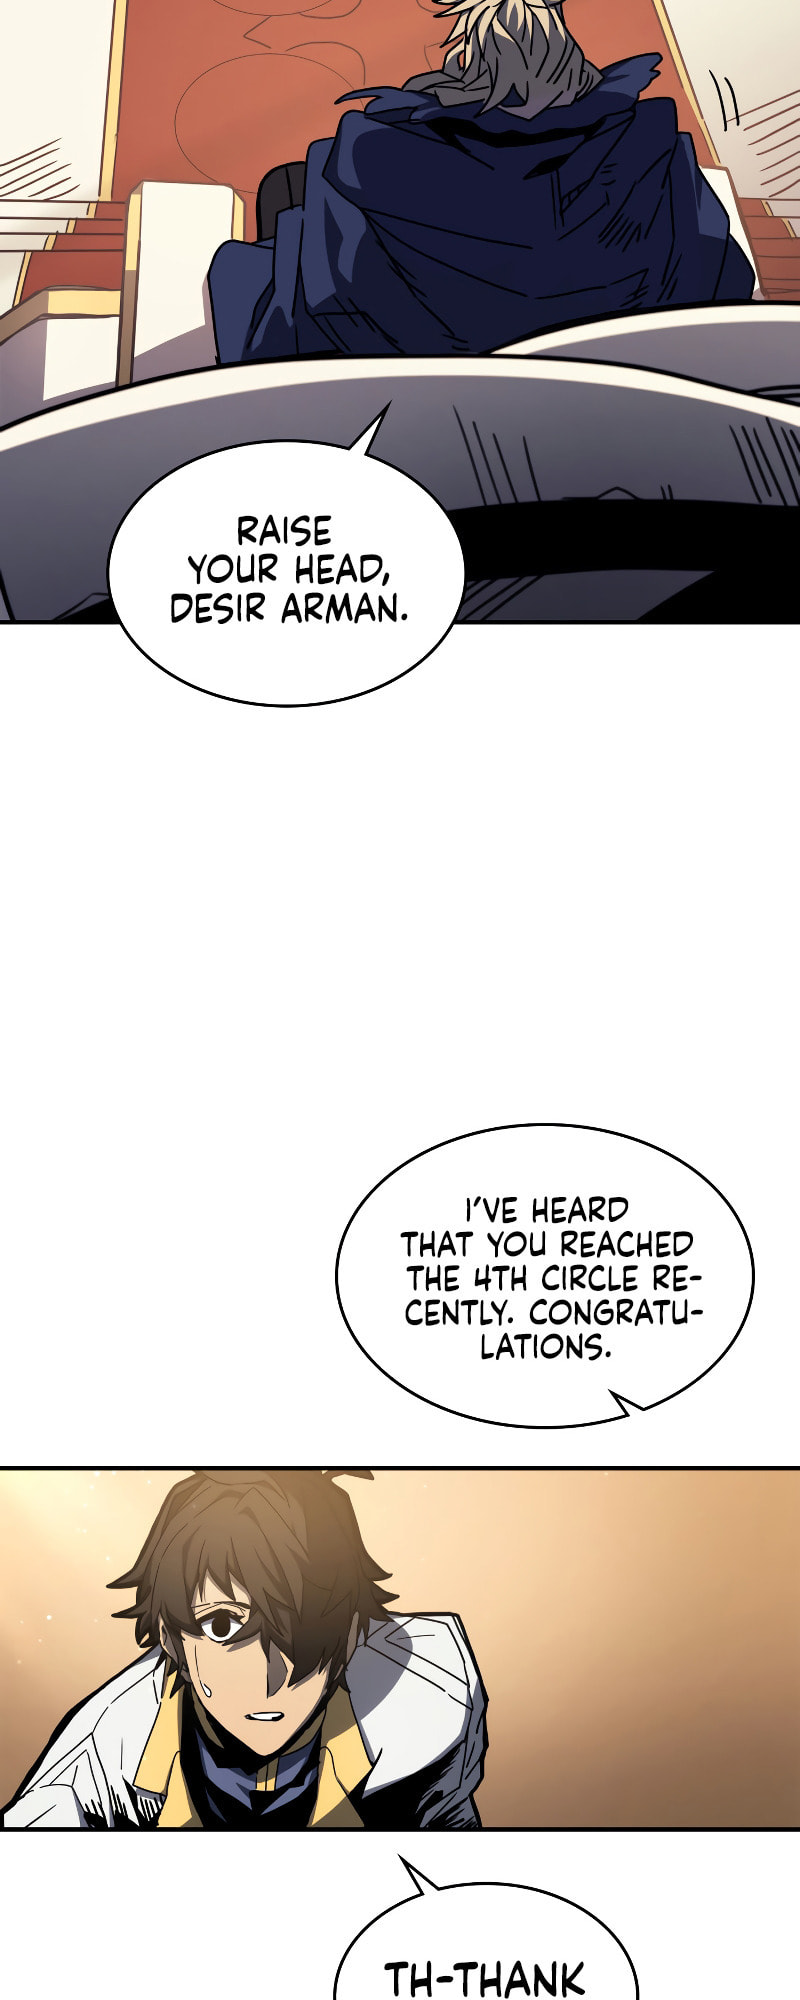 RAISE
YOUR HEAD,
DESIR ARMAN.
I'VE HEARD
THAT YOU REACHED
THE 4TH CIRCLE RE-
CENTLY. CONGRATU-
LATIONS.
TH-THANK